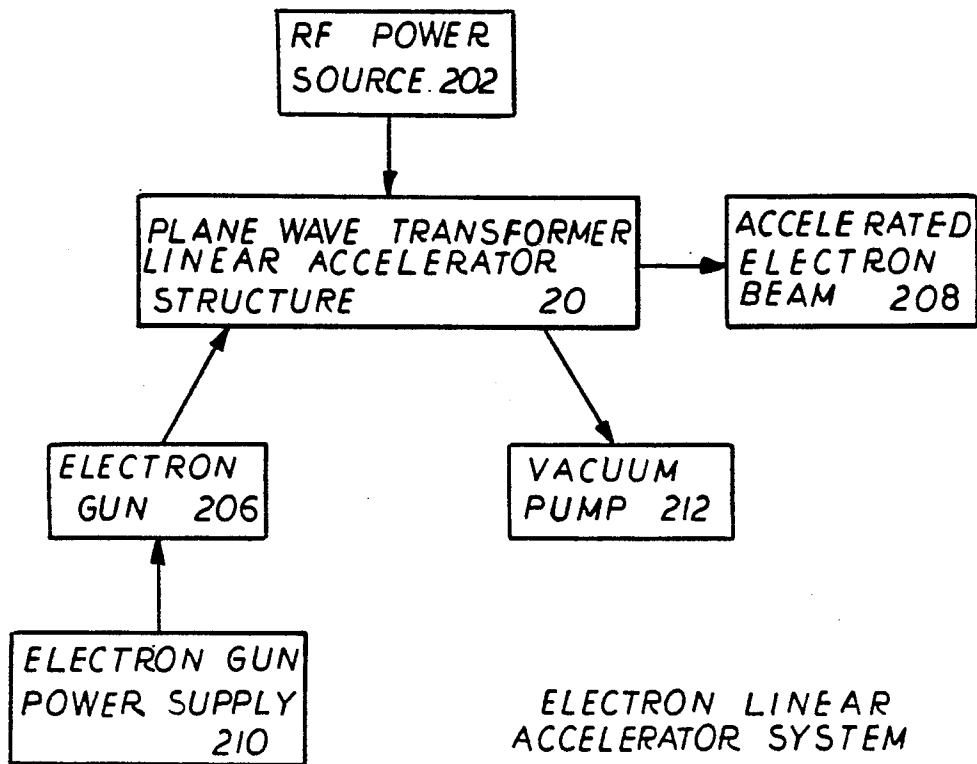 RF POWER
SOURCE. 202
PLANE WAVE TRANSFORMER
LINEAR ACCELERATOR
STRUCTURE 20
ACCELERATED
ELECTRON
BEAM 208
ELECTRON
GUN 206
VACUUM
PUMP 212
ELECTRON GUN
POWER SUPPLY
210
ELECTRON LINEAR
ACCELERATOR SYSTEM